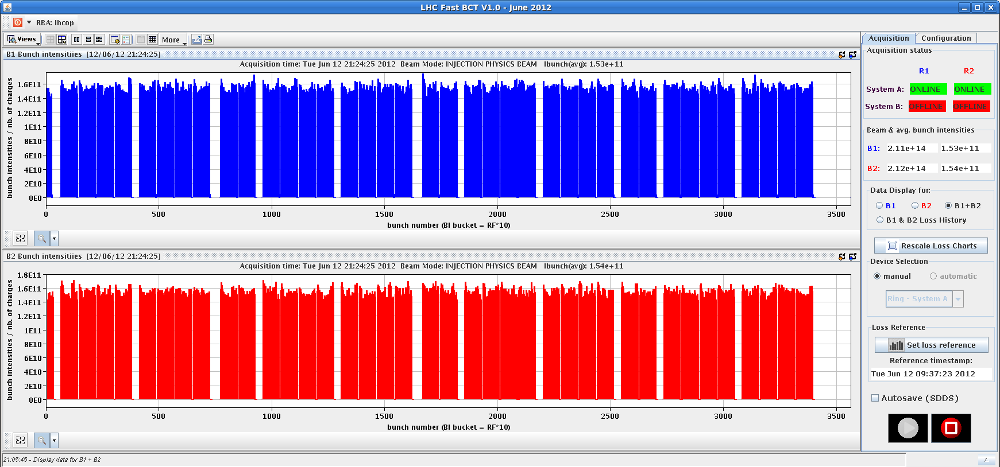 LHC Fast BCT V1.0 - June 2012
RBA: lhcop
Views
More
B1 Bunch intensitiies [12/06/12 21:24:25]
Acquisition time: Tue Jun 12 21:24:25 2012 Beam Mode: INJECTION PHYSICS BEAM Ibunch(avg): 1.53e+11
bunch intensities / nb. of charges
1.6E11
1.4E11
1.2E11
1E11
8E10
6E10
4E10
2E10
0E0
0 500 1000 1500 2000 2500 3000 3500
bunch number (BI bucket = RF*10)
B2 Bunch intensitiies [12/06/12 21:24:25]
Acquisition time: Tue Jun 12 21:24:25 2012 Beam Mode: INJECTION PHYSICS BEAM Ibunch(avg): 1.54e+11
bunch intensities / nb. of charges
1.8E11
1.6E11
1.4E11
1.2E11
1E11
8E10
6E10
4E10
2E10
0E0
0 500 1000 1500 2000 2500 3000 3500
bunch number (BI bucket = RF*10)
21:05:45 - Display data for B1 + B2
Acquisition Configuration
Acquisition status
R1 R2
System A: ONLINE ONLINE
System B: OFFLINE OFFLINE
Beam & avg. bunch intensities
B1: 2.11e+14 1.53e+11
B2: 2.12e+14 1.54e+11
Data Display for:
B1 B2 B1+B2
B1 & B2 Loss History
Rescale Loss Charts
Device Selection
manual automatic
Ring - System A
Loss Reference
Set loss reference
Reference timestamp:
Tue Jun 12 09:37:23 2012
Autosave (SDDS)